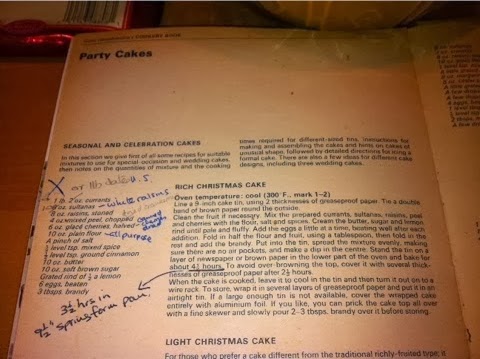 COOKERY BOOK
Party Cakes
SEASONAL AND CELEBRATION CAKES
In this section we give first of all some recipes for suitable
mixtures to use for special-occasion and wedding cakes,
then notes on the quantities of mixture and the cooking
times required for different-sized tins, instructions for
making and assembling the cakes and hints on cakes of
unusual shape, followed by detailed directions for icing a
formal cake. There are also a few ideas for different cake
designs, including three wedding cakes.
X or 1 lb
U.S.
RICH CHRISTMAS CAKE
1 lb 2 oz. currants
8 oz. sultanas - white raisins
8 oz. raisins, stoned
4 oz. mixed peel, chopped
6 oz. glacé cherries, halved
10 oz. plain flour - all purpose
A pinch of salt
½ level tsp. mixed spice
½ level tsp. ground cinnamon
10 oz. butter
10 oz. soft brown sugar
Grated rind of ½ a lemon
6 eggs, beaten
3 tbsps. brandy
3½ hrs in
9½" springform pan.
Oven temperature: cool (300°F., mark 1–2)
Line a 9 inch cake tin, using 2 thicknesses of greaseproof paper. Tie a double
band of brown paper round the outside.
Clean the fruit if necessary. Mix the prepared currants, sultanas, raisins, peel
and cherries with the flour, salt and spices. Cream the butter, sugar and lemon
rind until pale and fluffy. Add the eggs a little at a time, beating well after each
addition. Fold in half the flour and fruit, using a tablespoon, then fold in the
rest and add the brandy. Put into the tin, spread the mixture evenly, making
sure there are no air pockets, and make a dip in the centre. Stand the tin on a
layer of newspaper or brown paper in the lower part of the oven and bake for
about 4¼ hours. To avoid over-browning the top, cover it with several thick-
nesses of greaseproof paper after 2½ hours.
When the cake is cooked, leave it to cool in the tin and then turn it out on to a
wire rack. To store, wrap it in several layers of greaseproof paper and put it in an
airtight tin. If a large enough tin is not available, cover the wrapped cake
entirely with aluminium foil. If you like, you can prick the cake top all over
with a fine skewer and slowly pour 2–3 tbsps. brandy over it before storing.
LIGHT CHRISTMAS CAKE
For those who prefer a cake different from the traditional richly-fruited type; it